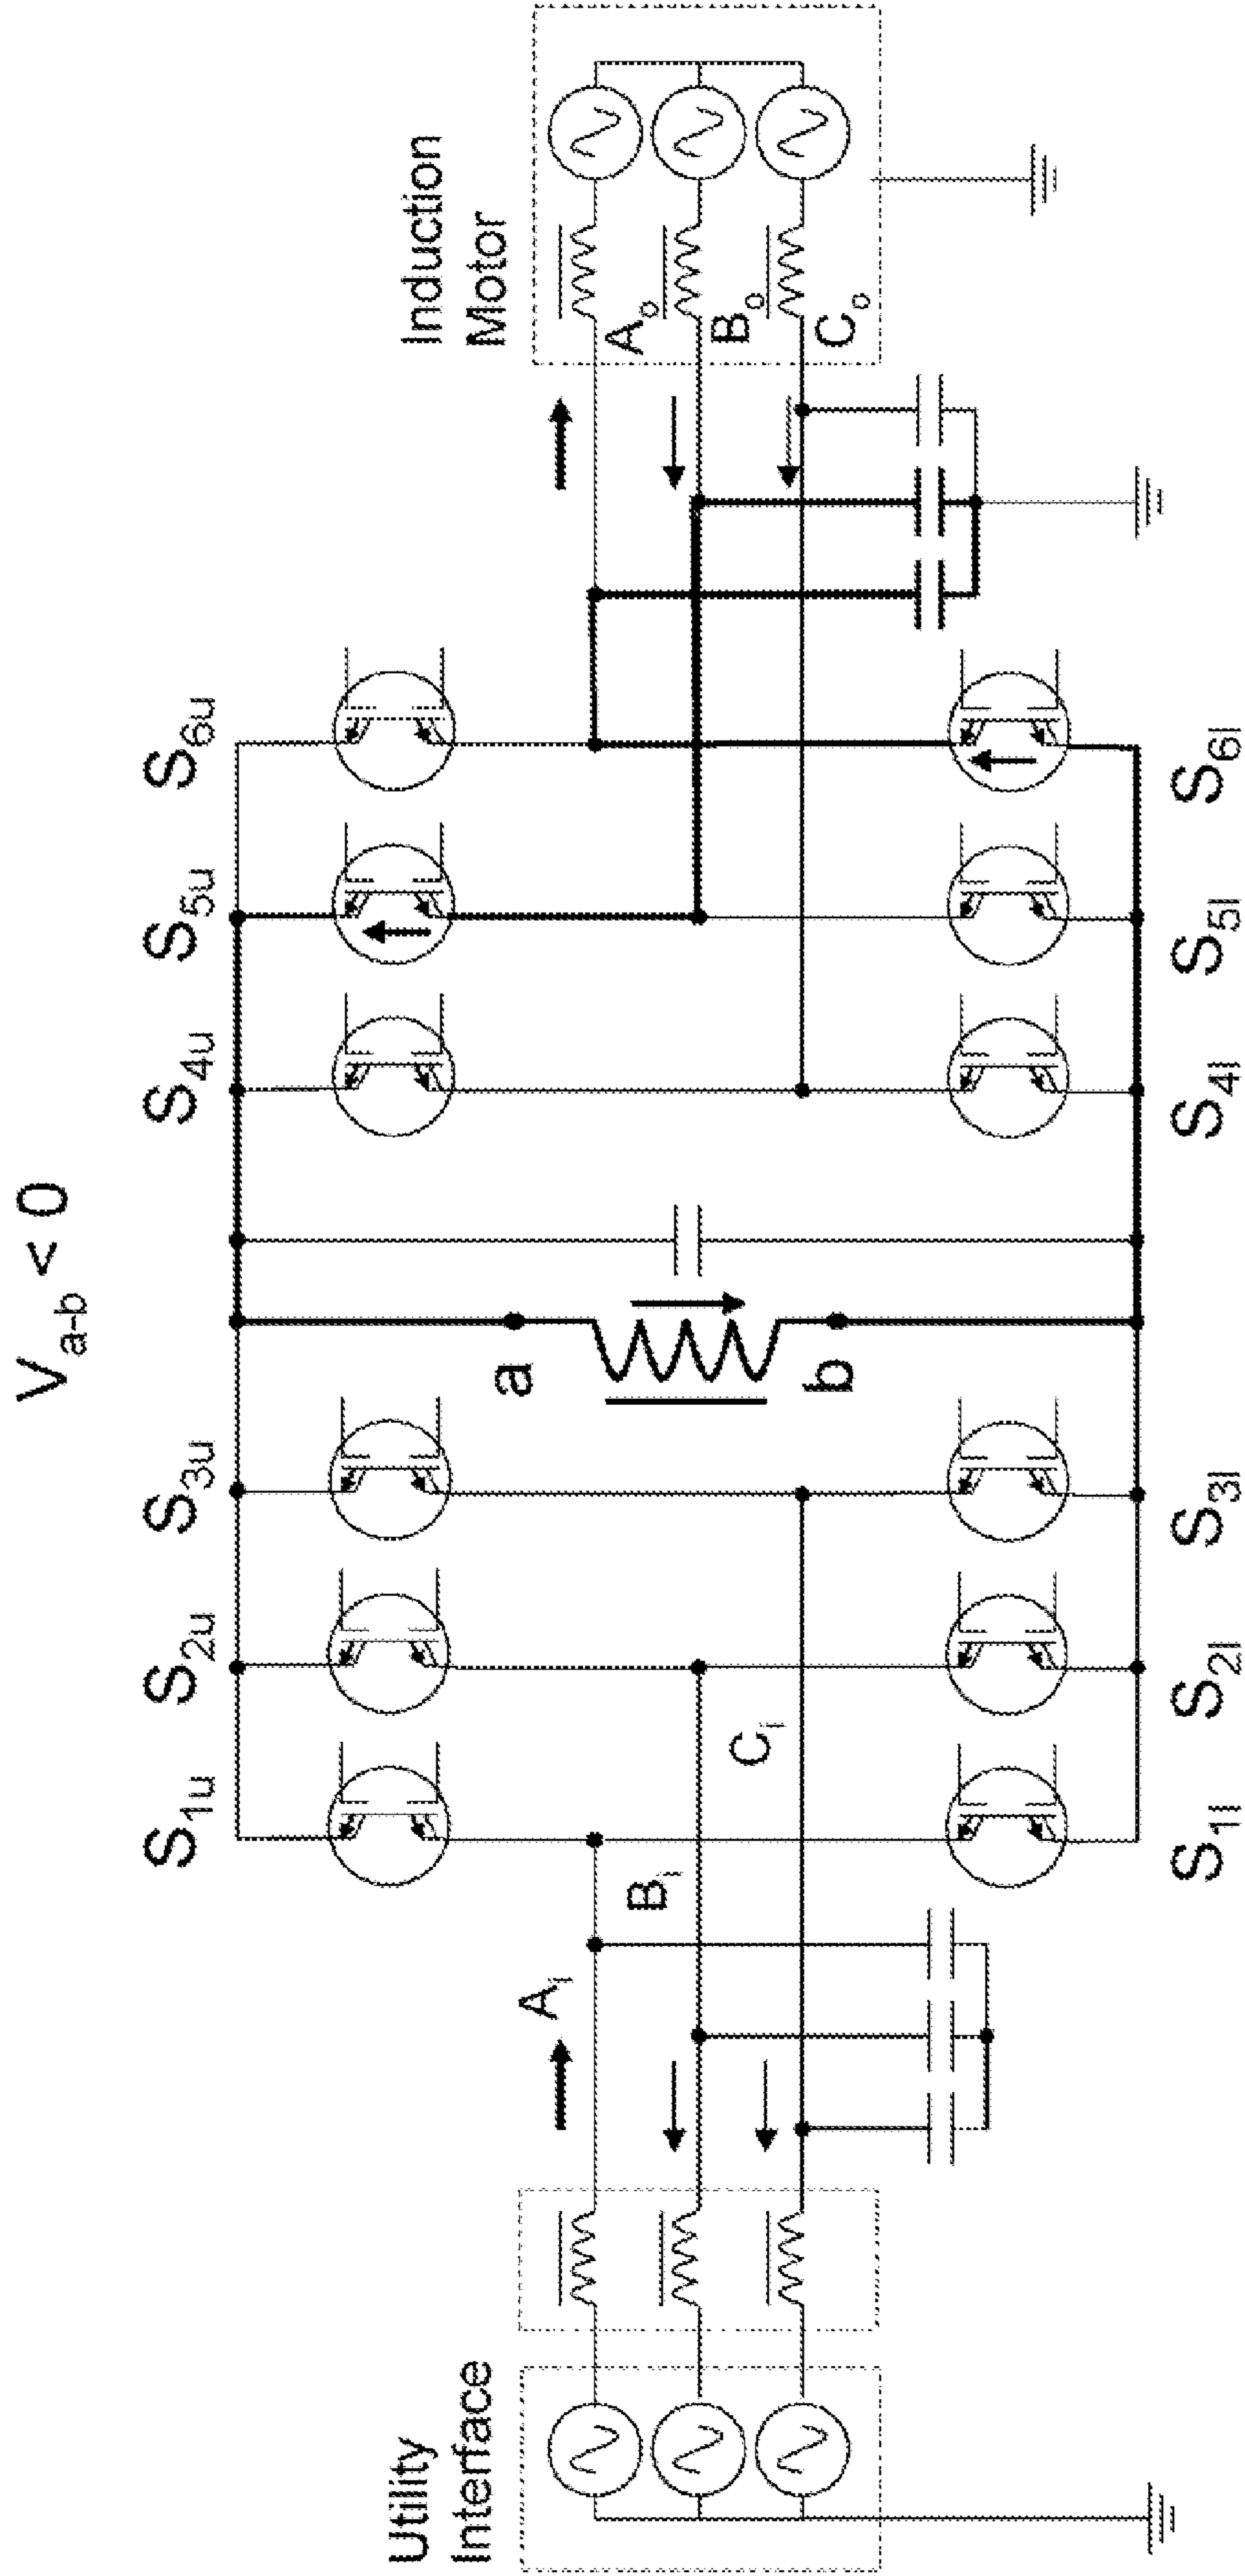 V_a-b < 0
S_1u
S_2u
S_3u
S_4u
S_5u
S_6u
Utility
Interface
Induction
Motor
A_i
B_i
C_i
a
b
A_o
B_o
C_o
S_1l
S_2l
S_3l
S_4l
S_5l
S_6l